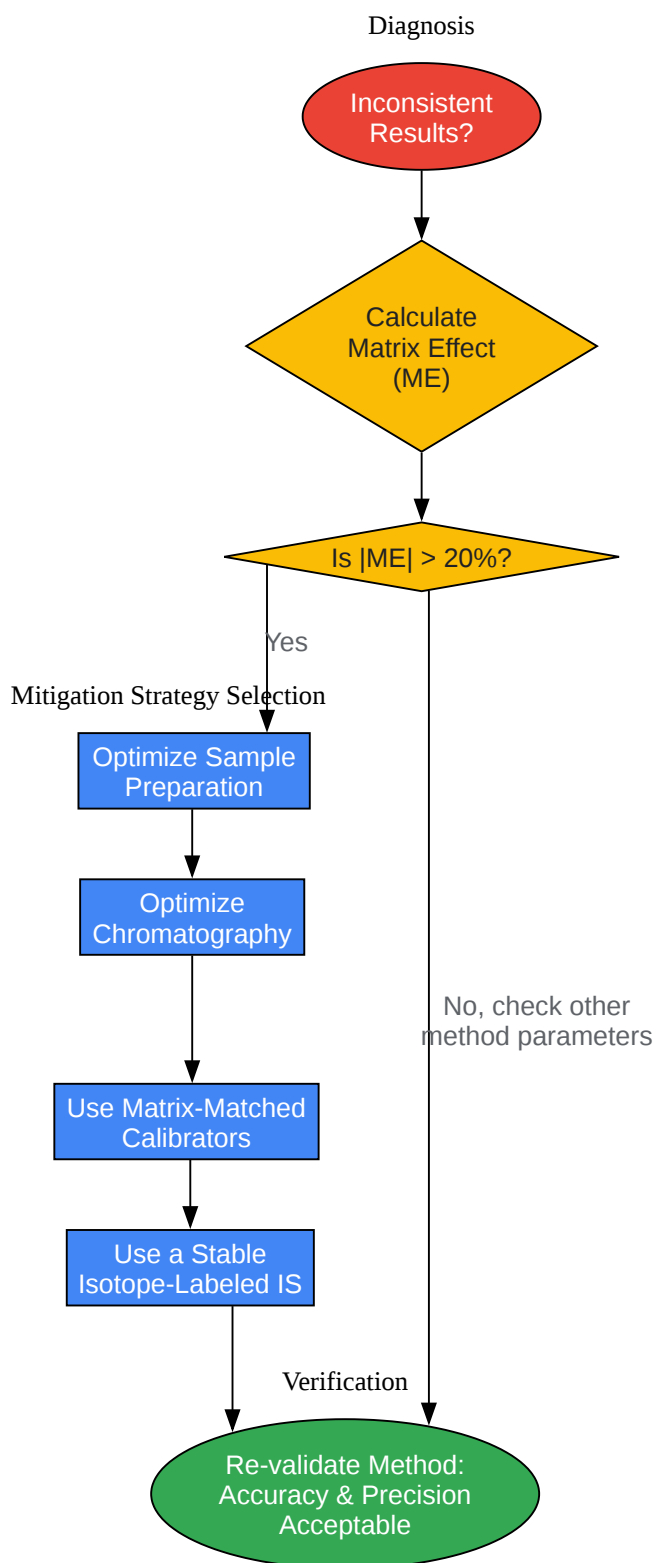 Diagnosis
Inconsistent
Results?
Calculate
Matrix Effect
(ME)
Is |ME| > 20%?
Yes
Mitigation Strategy Selection
Optimize Sample
Preparation
Optimize
Chromatography
No, check other
method parameters
Use Matrix-Matched
Calibrators
Use a Stable
Isotope-Labeled IS
Verification
Re-validate Method:
Accuracy & Precision
Acceptable